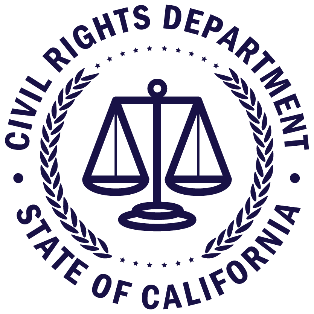 CIVIL RIGHTS DEPARTMENT
STATE OF CALIFORNIA